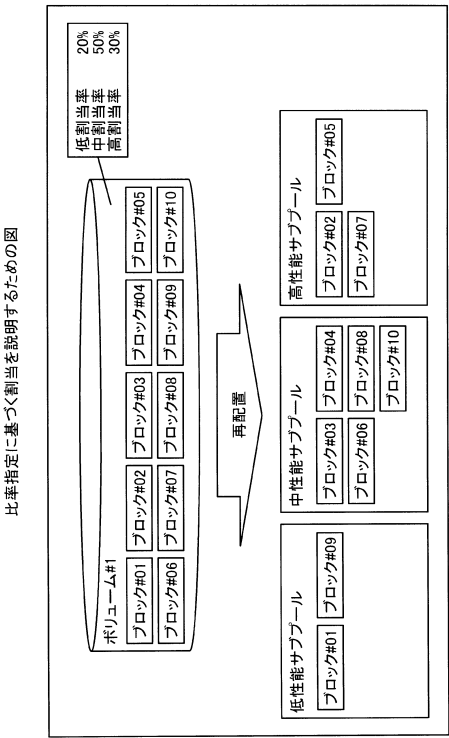 比率指定に基づく割当を説明するための図
低割当率 20%
中割当率 50%
高割当率 30%
ボリューム#1
ブロック#01 ブロック#02 ブロック#03 ブロック#04 ブロック#05
ブロック#06 ブロック#07 ブロック#08 ブロック#09 ブロック#10
再配置
低性能サブプール
ブロック#01 ブロック#09
中性能サブプール
ブロック#03 ブロック#04
ブロック#06 ブロック#08
ブロック#10
高性能サブプール
ブロック#02 ブロック#05
ブロック#07